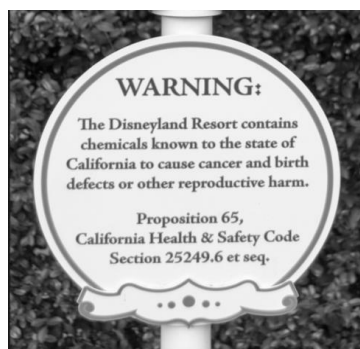 WARNING:
The Disneyland Resort contains
chemicals known to the state of
California to cause cancer and birth
defects or other reproductive harm.
Proposition 65,
California Health & Safety Code
Section 25249.6 et seq.